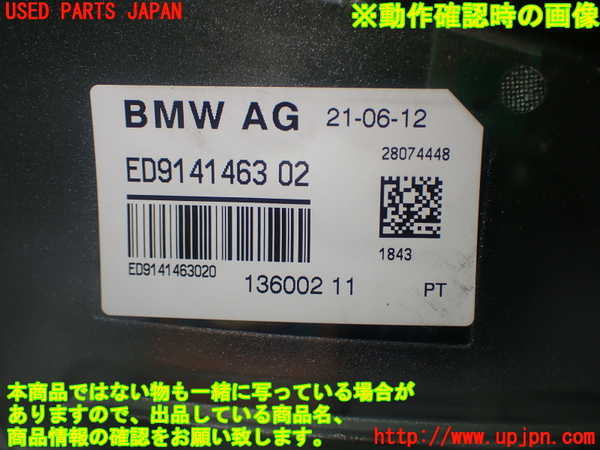 USED PARTS JAPAN
※動作確認時の画像
BMW AG 21-06-12
28074448
ED9141463 02
1843
ED9141463020
136002 11
PT
本商品ではない物も一緒に写っている場合が
ありますので、出品している商品名、
商品情報の確認をお願い致します。
http://www.upjpn.com/